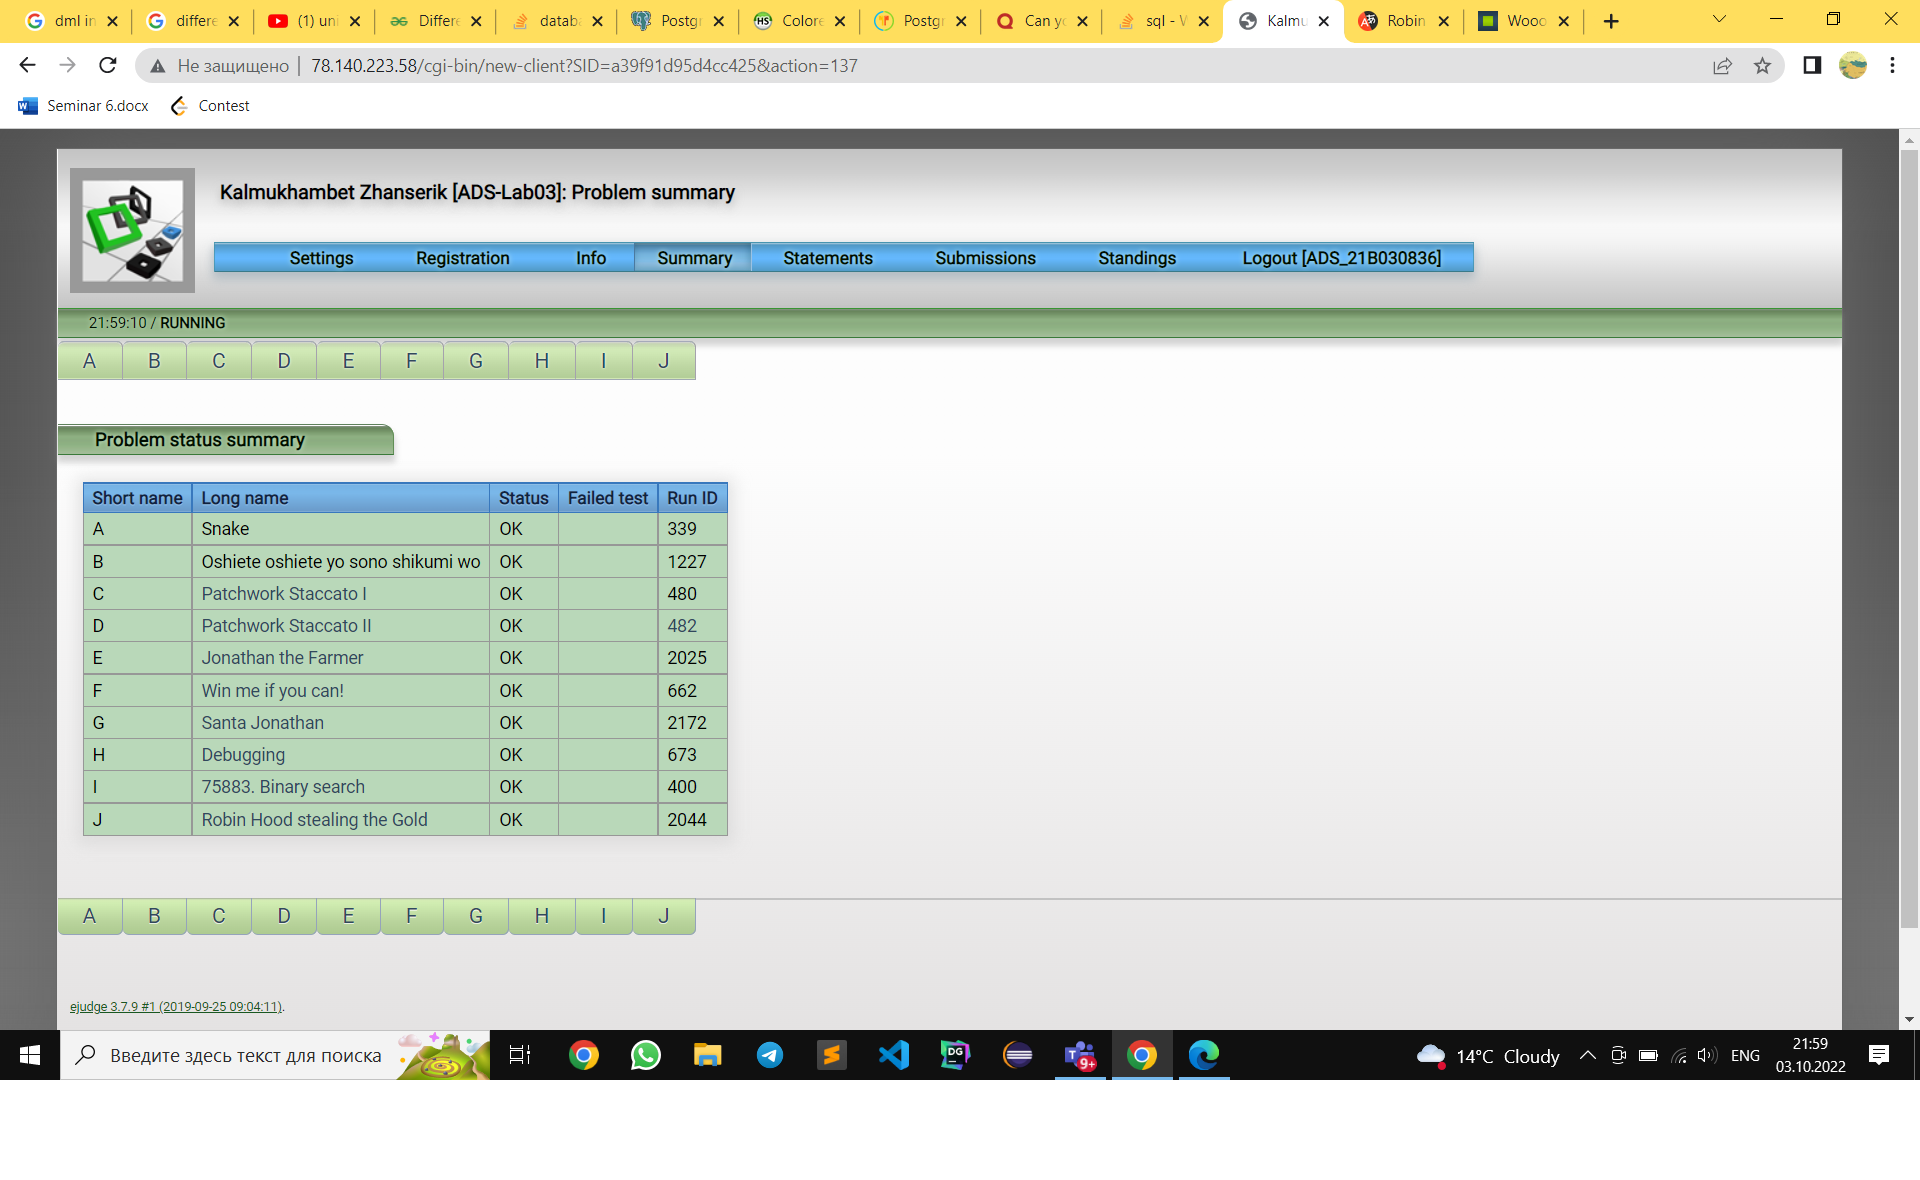 dml in differe (1) uni Differe datab Postgr Colore Postgr Can yo sql - W Kalmu Robin Wooo
Не защищено 78.140.223.58/cgi-bin/new-client?SID=a39f91d95d4cc425&action=137
Seminar 6.docx Contest
Kalmukhambet Zhanserik [ADS-Lab03]: Problem summary
Settings Registration Info Summary Statements Submissions Standings Logout [ADS_21B030836]
21:59:10 / RUNNING
A B C D E F G H I J
Problem status summary
Short name Long name Status Failed test Run ID
A Snake OK 339
B Oshiete oshiete yo sono shikumi wo OK 1227
C Patchwork Staccato I OK 480
D Patchwork Staccato II OK 482
E Jonathan the Farmer OK 2025
F Win me if you can! OK 662
G Santa Jonathan OK 2172
H Debugging OK 673
I 75883. Binary search OK 400
J Robin Hood stealing the Gold OK 2044
A B C D E F G H I J
ejudge 3.7.9 #1 (2019-09-25 09:04:11).
Введите здесь текст для поиска 9+ 14°C Cloudy ENG 21:59
03.10.2022